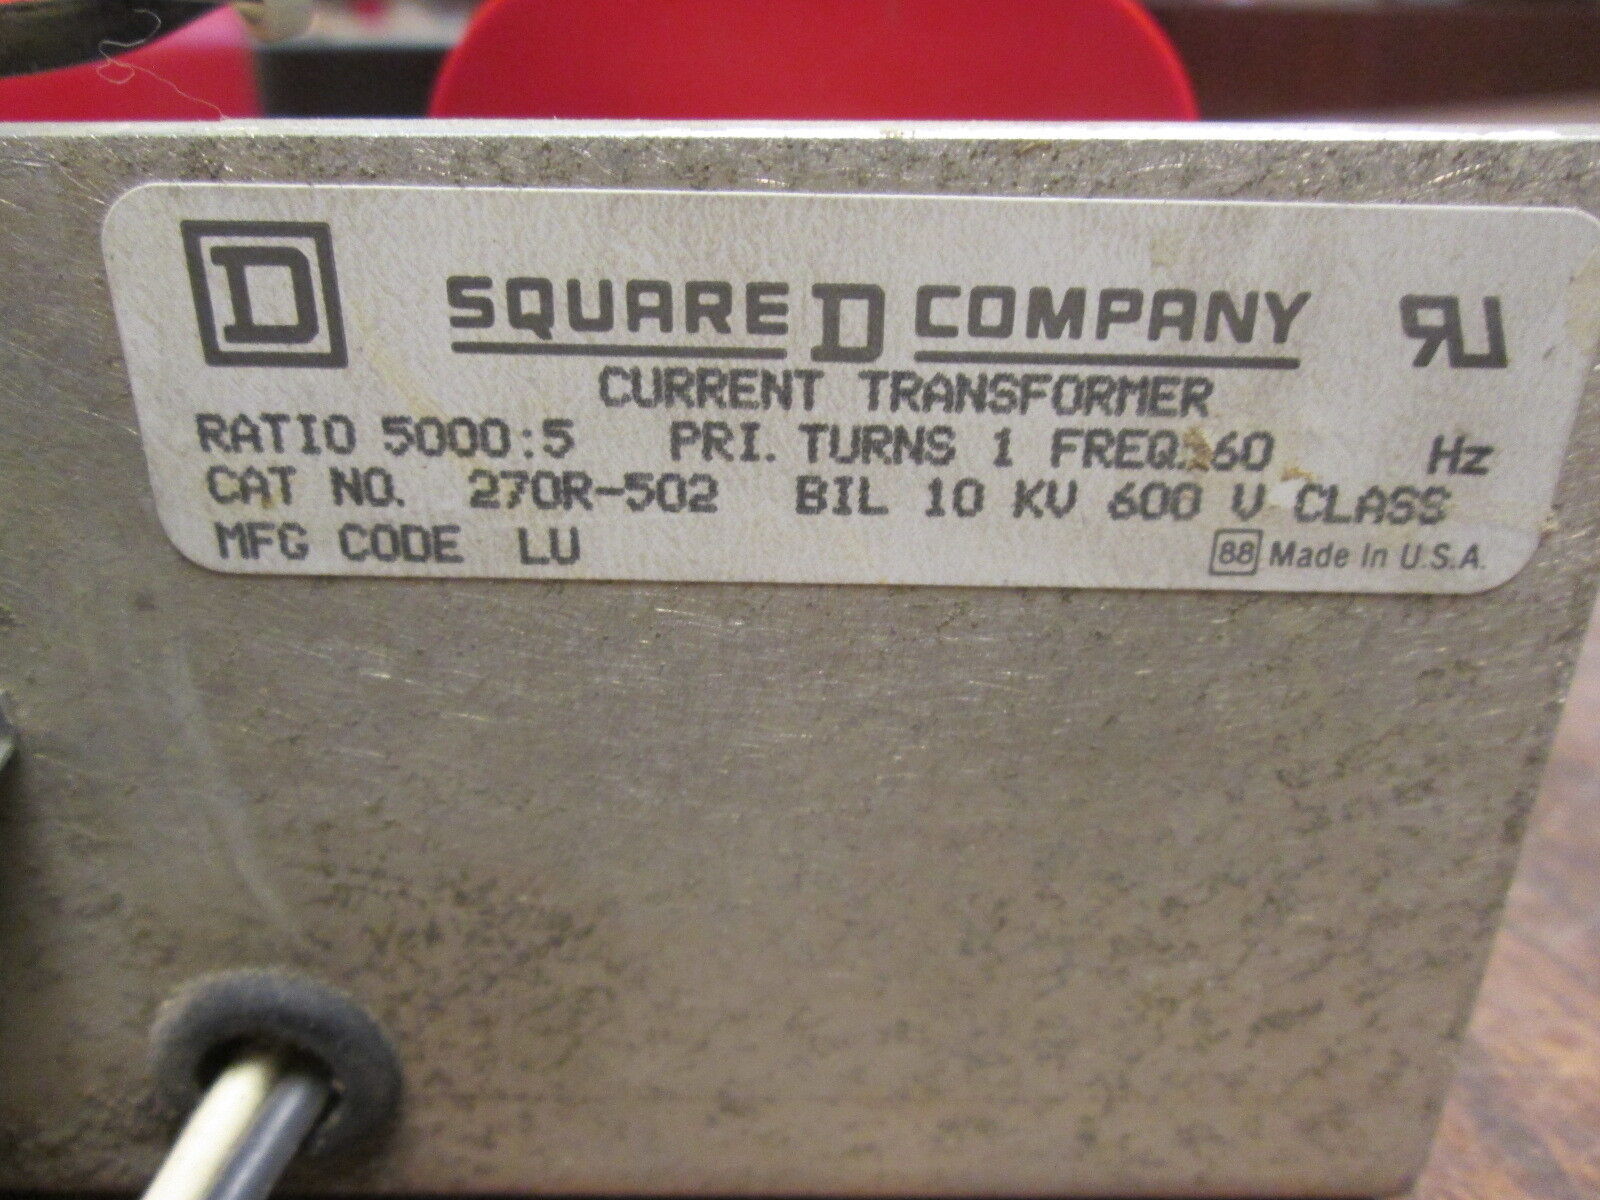 D SQUARE D COMPANY RU
CURRENT TRANSFORMER
RATIO 5000:5 PRI. TURNS 1 FREQ. 60 Hz
CAT NO. 270R-502 BIL 10 KV 600 V CLASS
MFG CODE LU 88 Made In U.S.A.